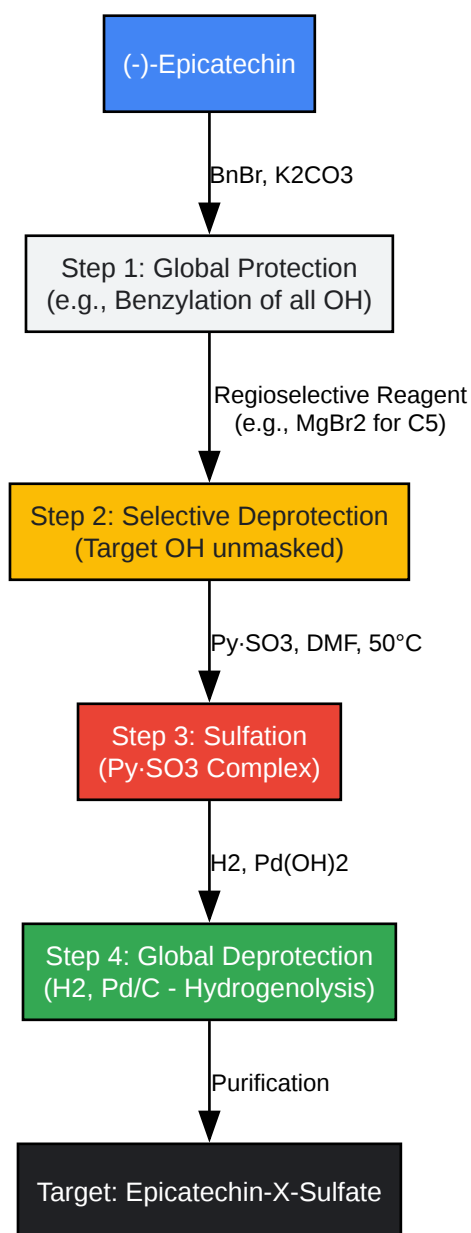 (-)-Epicatechin
BnBr, K2CO3
Step 1: Global Protection
(e.g., Benzylation of all OH)
Regioselective Reagent
(e.g., MgBr2 for C5)
Step 2: Selective Deprotection
(Target OH unmasked)
Py·SO3, DMF, 50°C
Step 3: Sulfation
(Py·SO3 Complex)
H2, Pd(OH)2
Step 4: Global Deprotection
(H2, Pd/C - Hydrogenolysis)
Purification
Target: Epicatechin-X-Sulfate